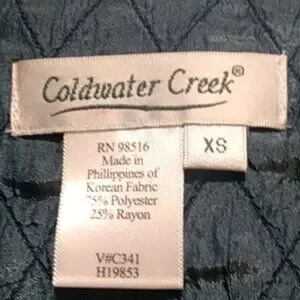 Coldwater Creek®
XS
RN 98516
Made in
Phillippines of
Korean Fabric
75% Polyester
25% Rayon
V#C341
H19853